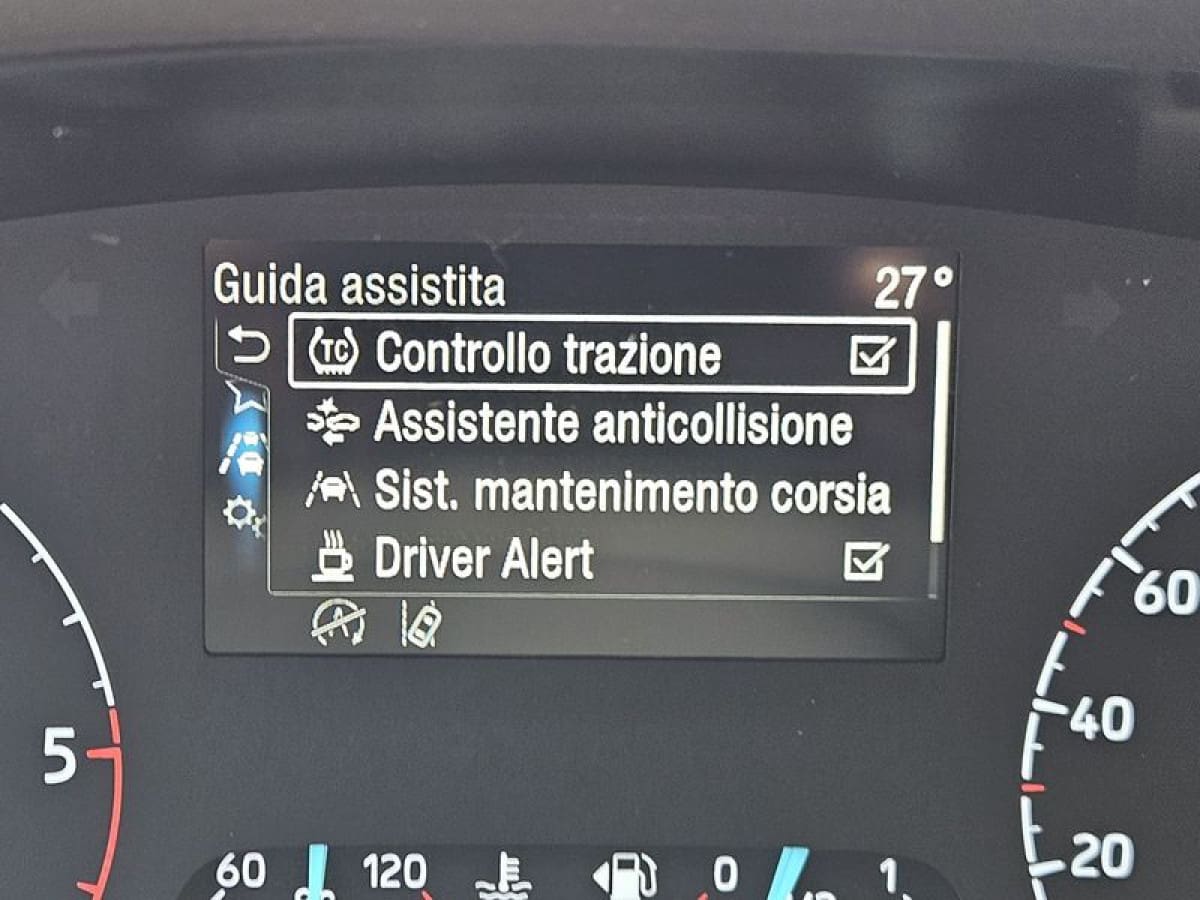 Guida assistita 27°
TC Controllo trazione
Assistente anticollisione
Sist. mantenimento corsia
Driver Alert
A
5
60
40
20
60 120 0 1